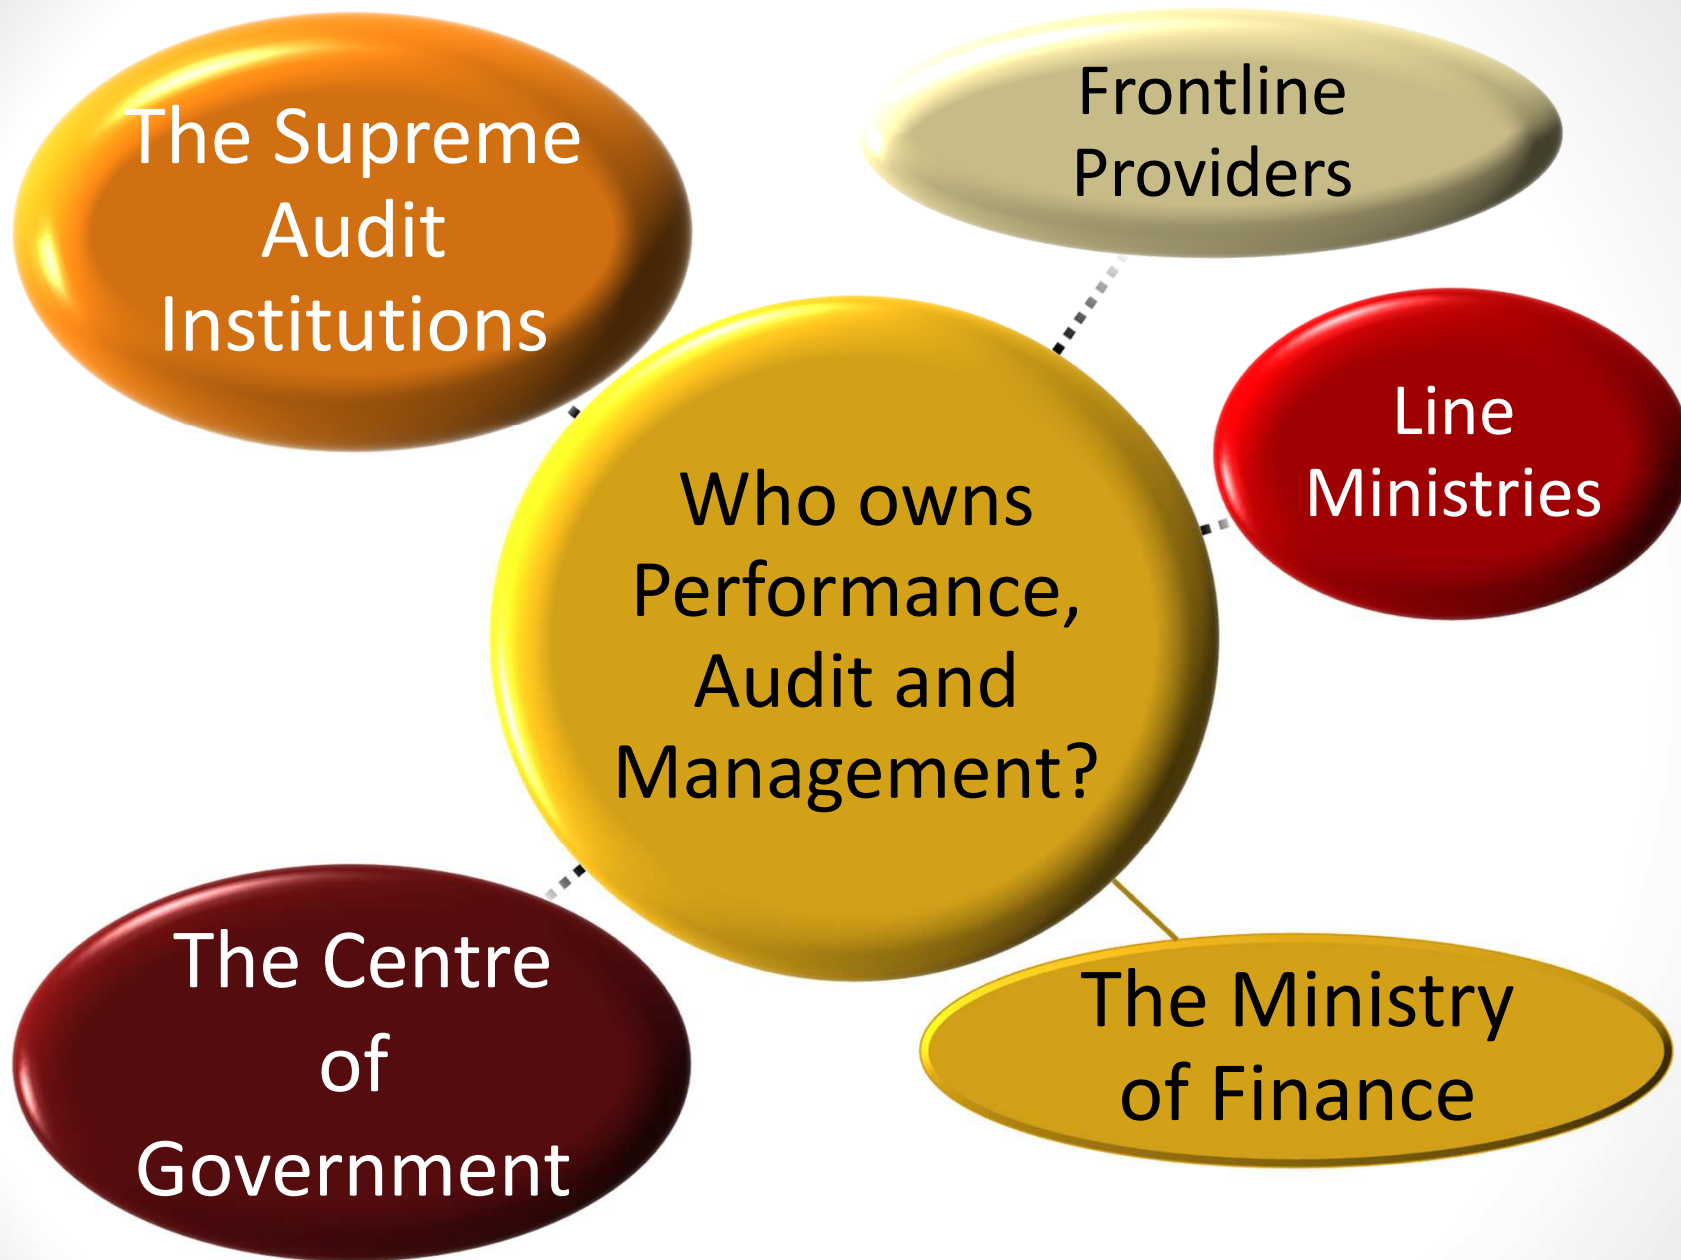 The Supreme
Audit
Institutions
Frontline
Providers
Line
Ministries
Who owns
Performance,
Audit and
Management?
The Centre
of
Government
The Ministry
of Finance